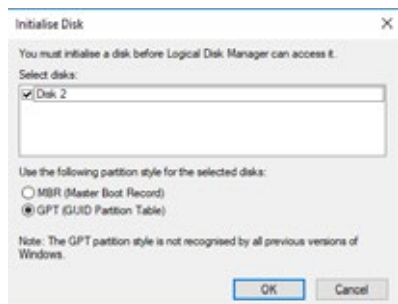 Initialise Disk
You must initialise a disk before Logical Disk Manager can access it.
Select disks:
Disk 2
Use the following partition style for the selected disks:
MBR (Master Boot Record)
GPT (GUID Partition Table)
Note: The GPT partition style is not recognised by all previous versions of
Windows.
OK Cancel